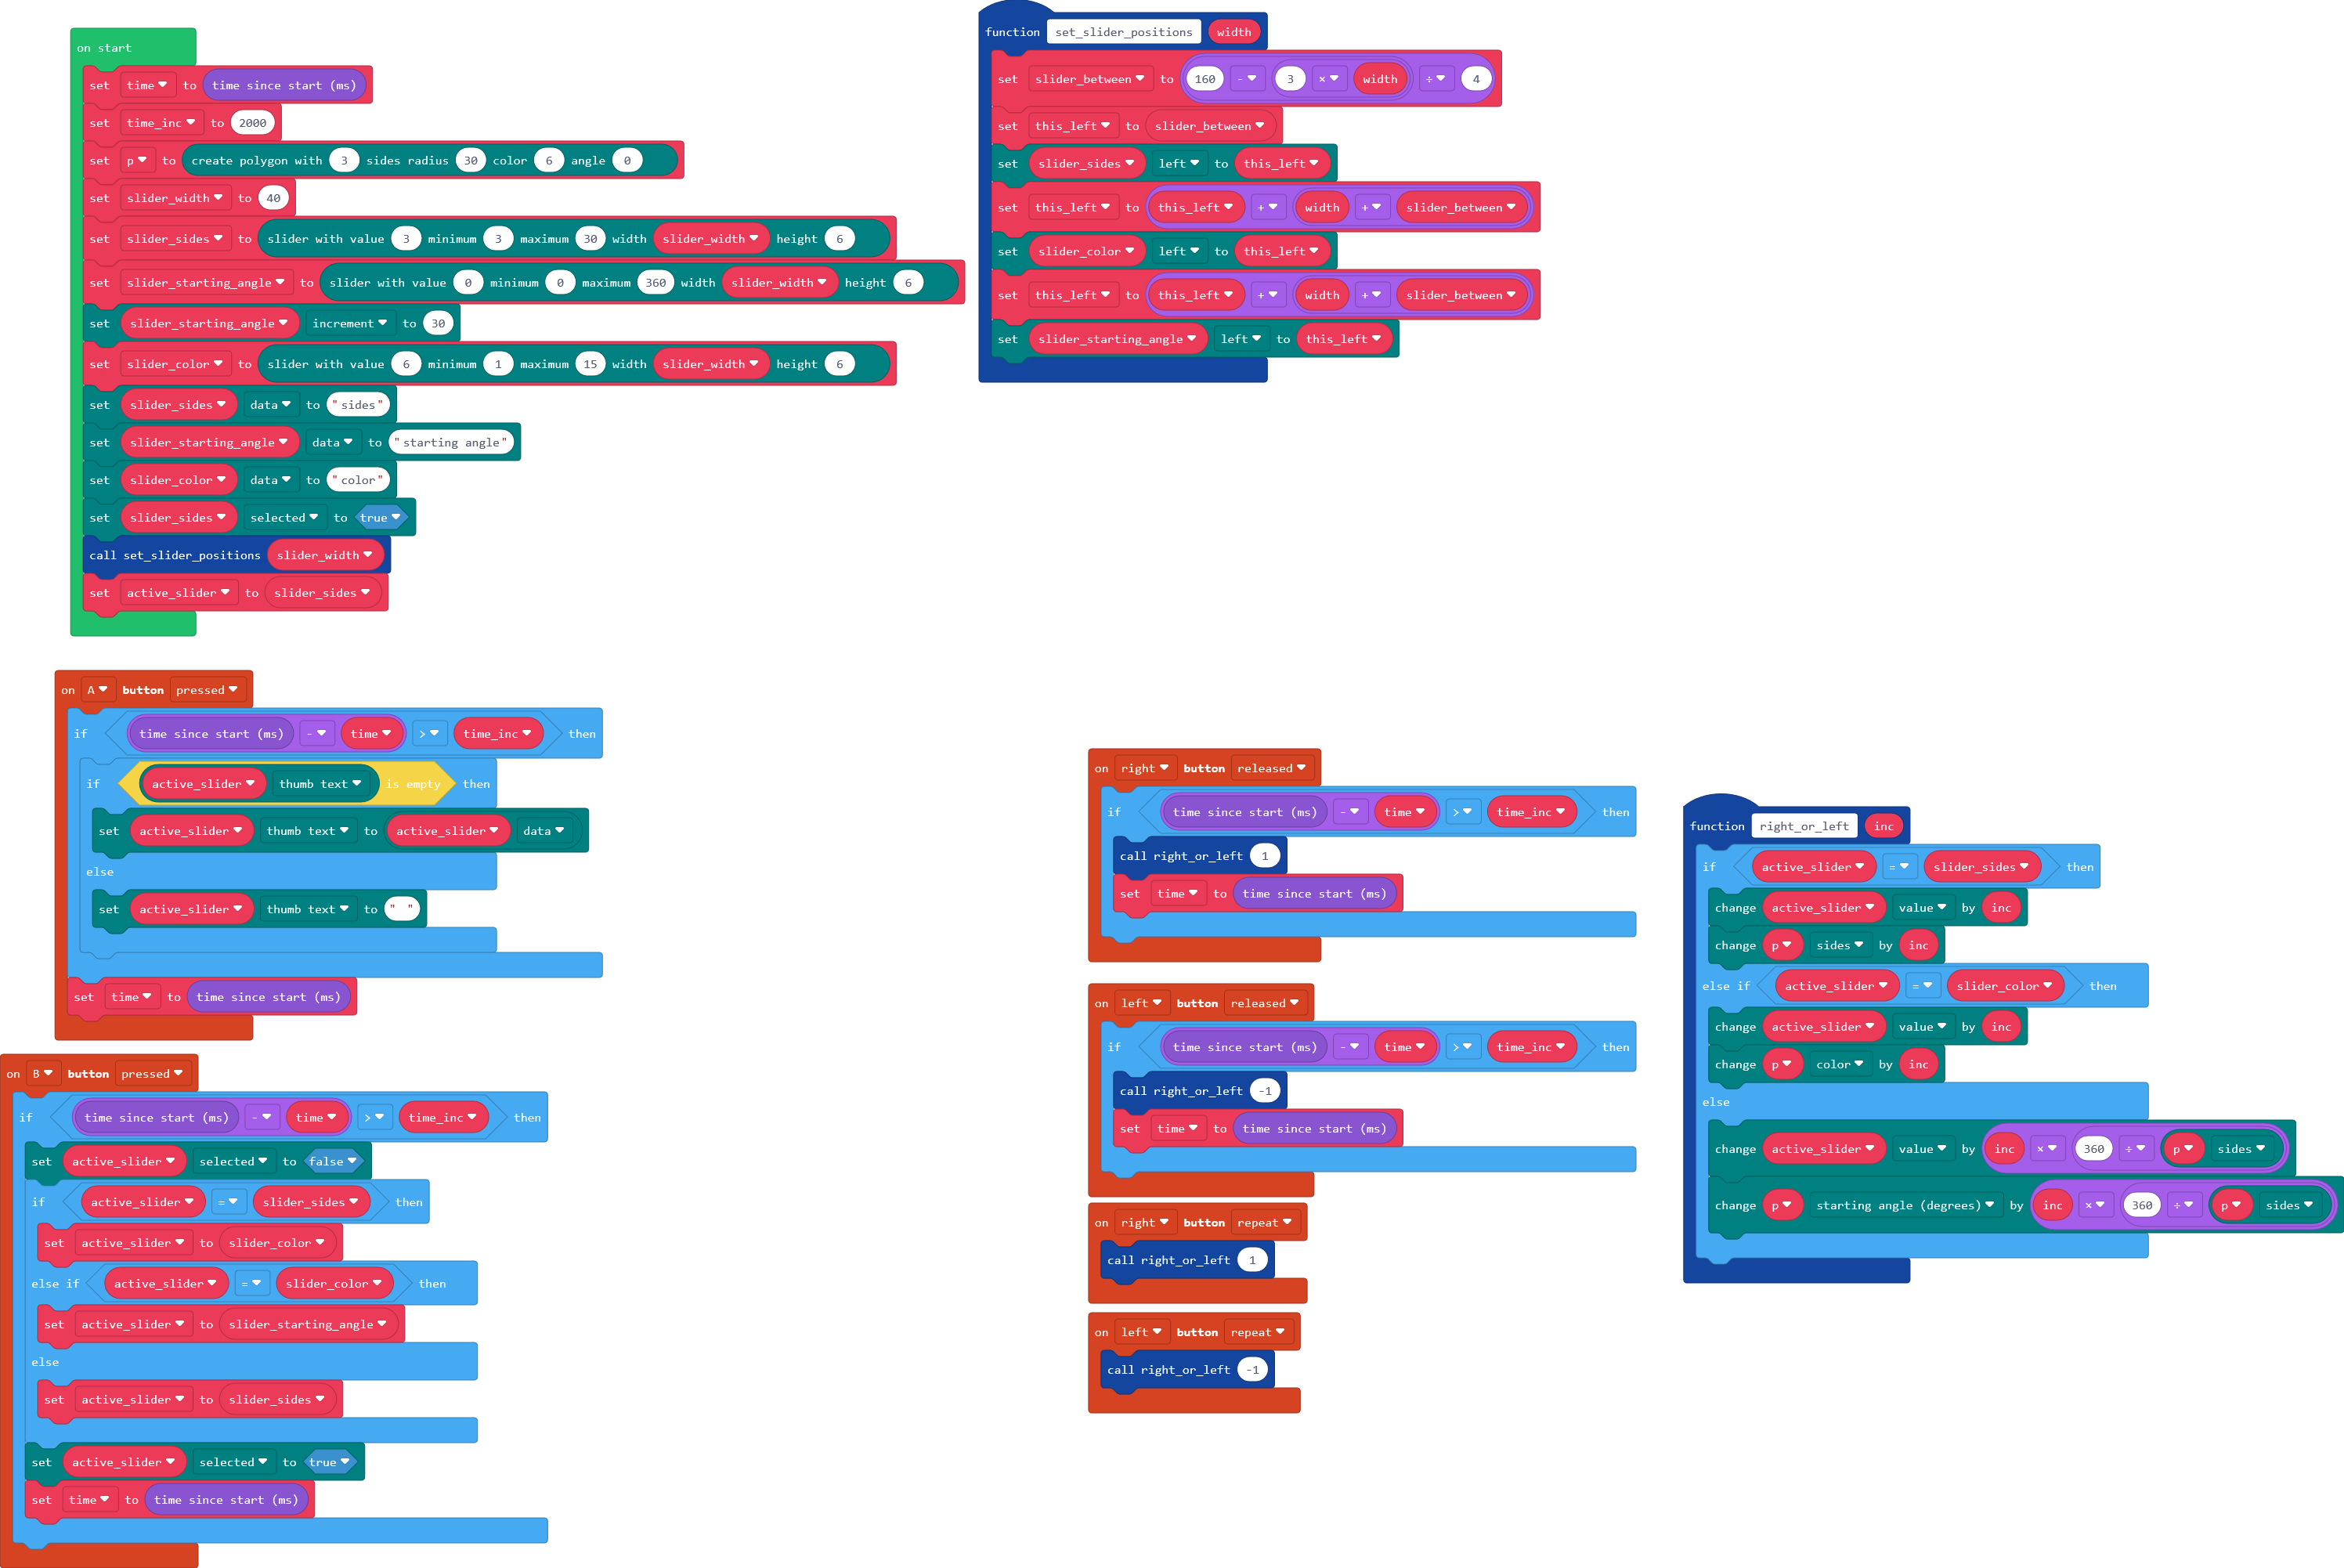 on start
set time to time since start (ms)
set time_inc to 2000
set p to create polygon with 3 sides radius 30 color 6 angle 0
set slider_width to 40
set slider_sides to slider with value 3 minimum 3 maximum 30 width slider_width height 6
set slider_starting_angle to slider with value 0 minimum 0 maximum 360 width slider_width height 6
set slider_starting_angle increment to 30
set slider_color to slider with value 6 minimum 1 maximum 15 width slider_width height 6
set slider_sides data to "sides"
set slider_starting_angle data to "starting angle"
set slider_color data to "color"
set slider_sides selected to true
call set_slider_positions slider_width
set active_slider to slider_sides
function set_slider_positions width
set slider_between to 160 - 3 × width ÷ 4
set this_left to slider_between
set slider_sides left to this_left
set this_left to this_left + width + slider_between
set slider_color left to this_left
set this_left to this_left + width + slider_between
set slider_starting_angle left to this_left
on A button pressed
if time since start (ms) - time > time_inc then
if active_slider thumb text is empty then
set active_slider thumb text to active_slider data
else
set active_slider thumb text to " "
set time to time since start (ms)
on B button pressed
if time since start (ms) - time > time_inc then
set active_slider selected to false
if active_slider = slider_sides then
set active_slider to slider_color
else if active_slider = slider_color then
set active_slider to slider_starting_angle
else
set active_slider to slider_sides
set active_slider selected to true
set time to time since start (ms)
on right button released
if time since start (ms) - time > time_inc then
call right_or_left 1
set time to time since start (ms)
on left button released
if time since start (ms) - time > time_inc then
call right_or_left -1
set time to time since start (ms)
on right button repeat
call right_or_left 1
on left button repeat
call right_or_left -1
function right_or_left inc
if active_slider = slider_sides then
change active_slider value by inc
change p sides by inc
else if active_slider = slider_color then
change active_slider value by inc
change p color by inc
else
change active_slider value by inc × 360 ÷ p sides
change p starting angle (degrees) by inc × 360 ÷ p sides